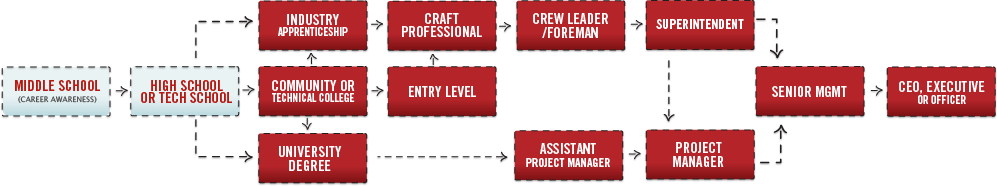 INDUSTRY
APPRENTICESHIP
CRAFT
PROFESSIONAL
CREW LEADER
/FOREMAN
SUPERINTENDENT
MIDDLE SCHOOL
(CAREER AWARENESS)
HIGH SCHOOL
OR TECH SCHOOL
COMMUNITY OR
TECHNICAL COLLEGE
ENTRY LEVEL
SENIOR MGMT
CEO, EXECUTIVE
OR OFFICER
UNIVERSITY
DEGREE
ASSISTANT
PROJECT MANAGER
PROJECT
MANAGER